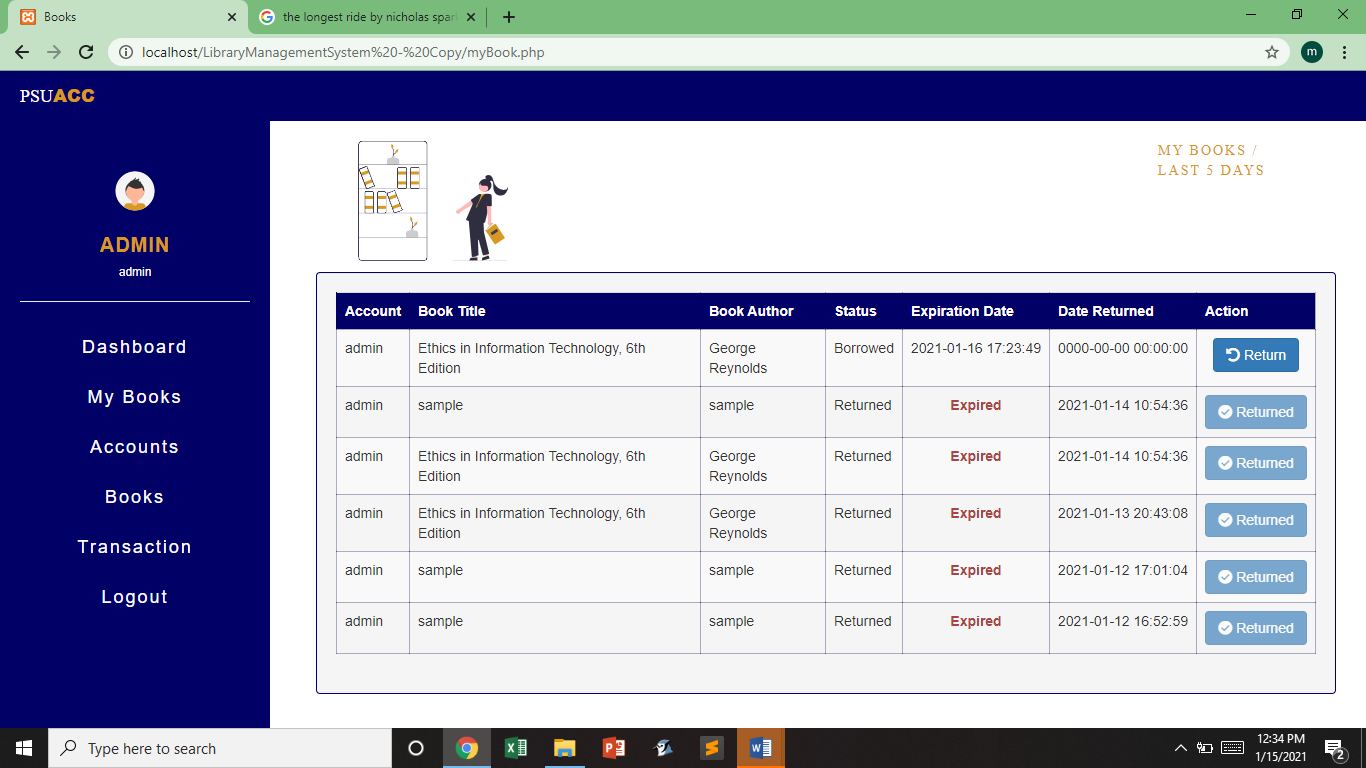 Books
the longest ride by nicholas spar
localhost/LibraryManagementSystem%20-%20Copy/myBook.php
m
PSUACC
ADMIN
admin
Dashboard
My Books
Accounts
Books
Transaction
Logout
MY BOOKS /
LAST 5 DAYS
Account Book Title Book Author Status Expiration Date Date Returned Action
admin Ethics in Information Technology, 6th George Borrowed 2021-01-16 17:23:49 0000-00-00 00:00:00 Return
Edition Reynolds
admin sample sample Returned Expired 2021-01-14 10:54:36 Returned
admin Ethics in Information Technology, 6th George Returned Expired 2021-01-14 10:54:36 Returned
Edition Reynolds
admin Ethics in Information Technology, 6th George Returned Expired 2021-01-13 20:43:08 Returned
Edition Reynolds
admin sample sample Returned Expired 2021-01-12 17:01:04 Returned
admin sample sample Returned Expired 2021-01-12 16:52:59 Returned
Type here to search
12:34 PM
1/15/2021
2